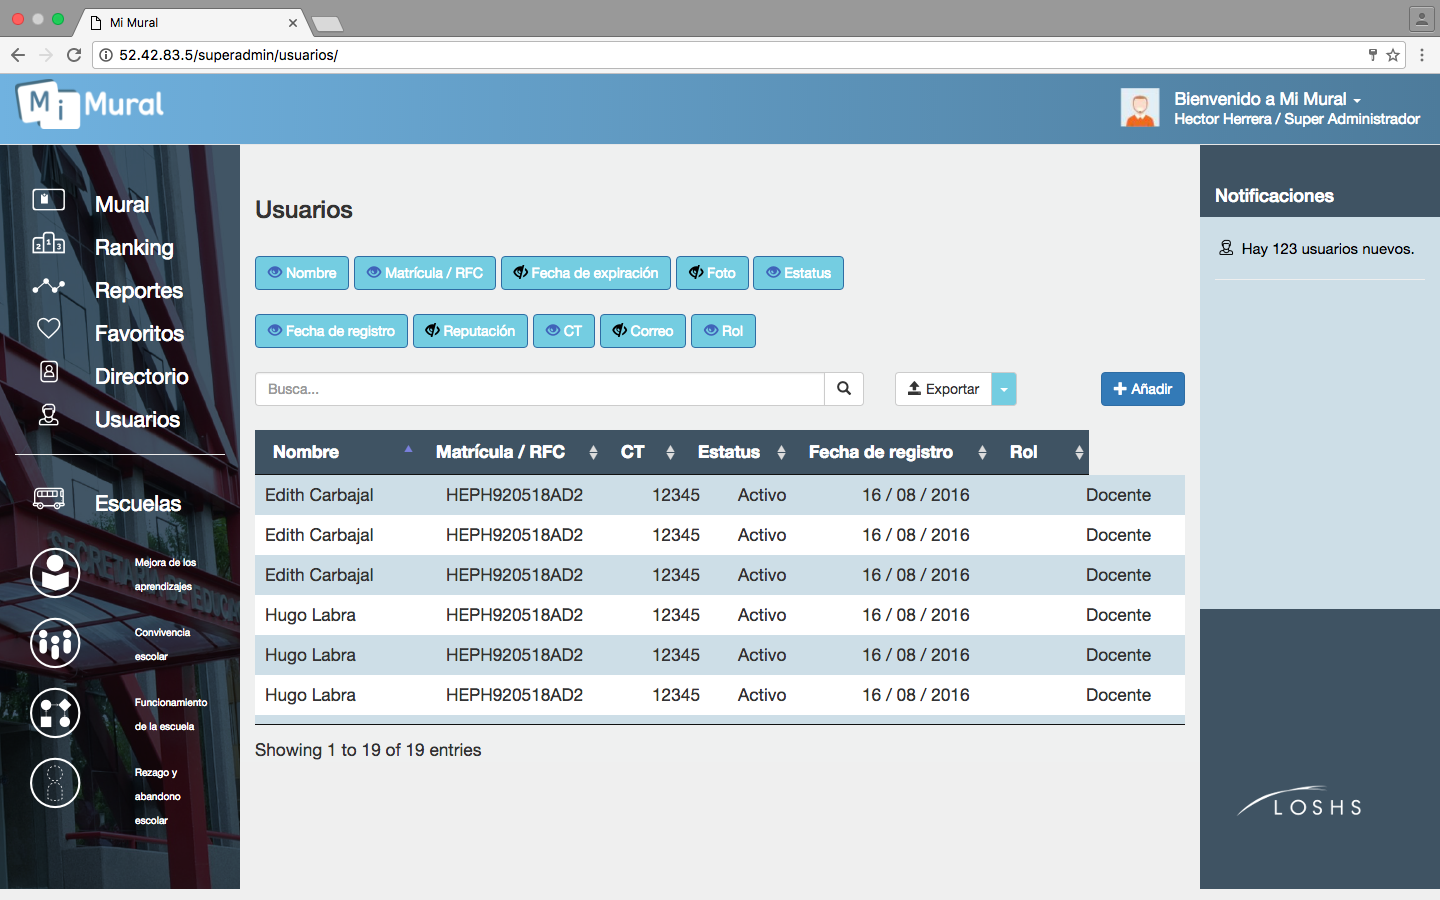 Mi Mural
52.42.83.5/superadmin/usuarios/
Mi Mural
Bienvenido a Mi Mural
Hector Herrera / Super Administrador
Mural
Ranking
Reportes
Favoritos
Directorio
Usuarios
Escuelas
Mejora de los
aprendizajes
Convivencia
escolar
Funcionamiento
de la escuela
Rezago y
abandono
escolar
Usuarios
Nombre Matrícula / RFC Fecha de expiración Foto Estatus
Fecha de registro Reputación CT Correo Rol
Busca... Exportar Añadir
Nombre Matrícula / RFC CT Estatus Fecha de registro Rol
Edith Carbajal HEPH920518AD2 12345 Activo 16 / 08 / 2016 Docente
Edith Carbajal HEPH920518AD2 12345 Activo 16 / 08 / 2016 Docente
Edith Carbajal HEPH920518AD2 12345 Activo 16 / 08 / 2016 Docente
Hugo Labra HEPH920518AD2 12345 Activo 16 / 08 / 2016 Docente
Hugo Labra HEPH920518AD2 12345 Activo 16 / 08 / 2016 Docente
Hugo Labra HEPH920518AD2 12345 Activo 16 / 08 / 2016 Docente
Showing 1 to 19 of 19 entries
Notificaciones
Hay 123 usuarios nuevos.
LOSHS